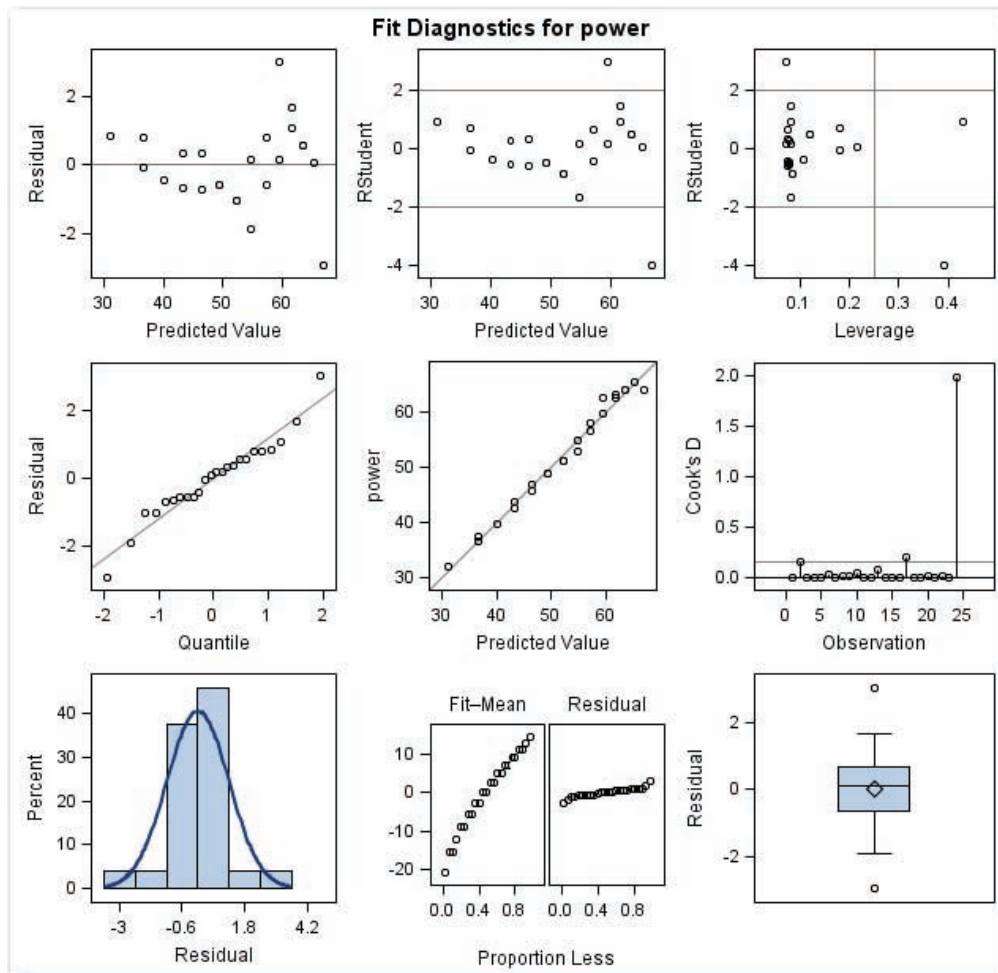 Fit Diagnostics for power
Residual
2
0
-2
30 40 50 60
Predicted Value
RStudent
2
0
-2
-4
30 40 50 60
Predicted Value
RStudent
2
0
-2
-4
0.1 0.2 0.3 0.4
Leverage
Residual
2
0
-2
-2 -1 0 1 2
Quantile
power
60
50
40
30
30 40 50 60
Predicted Value
Cook's D
2.0
1.5
1.0
0.5
0.0
0 5 10 15 20 25
Observation
Percent
40
30
20
10
0
-3 -0.6 1.8 4.2
Residual
Fit–Mean Residual
10
0
-10
-20
0.0 0.4 0.8 0.0 0.4 0.8
Proportion Less
Residual
2
0
-2